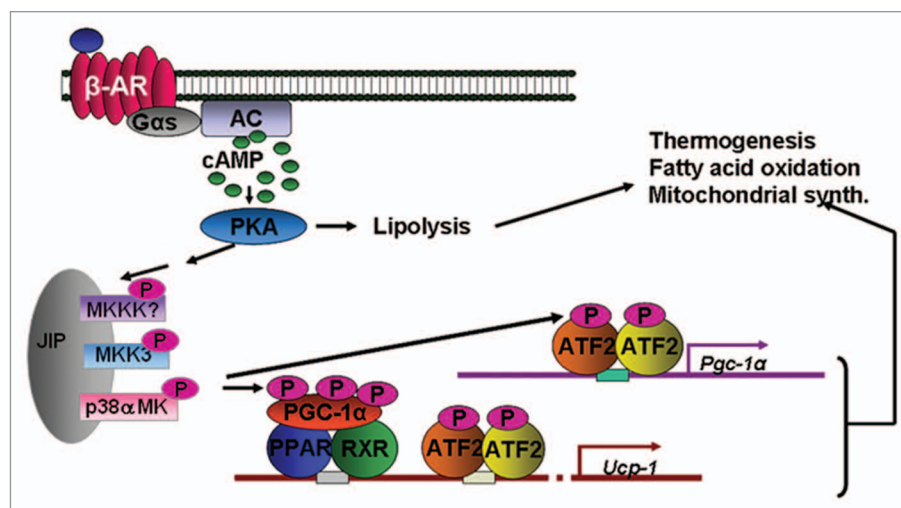 β-AR
Gαs
AC
cAMP
PKA
Lipolysis
Thermogenesis
Fatty acid oxidation
Mitochondrial synth.
JIP
P
MKKK?
P
MKK3
P
p38αMK
P P P
PGC-1α
PPAR RXR
P P
ATF2 ATF2
Ucp-1
P P
ATF2 ATF2
Pgc-1α